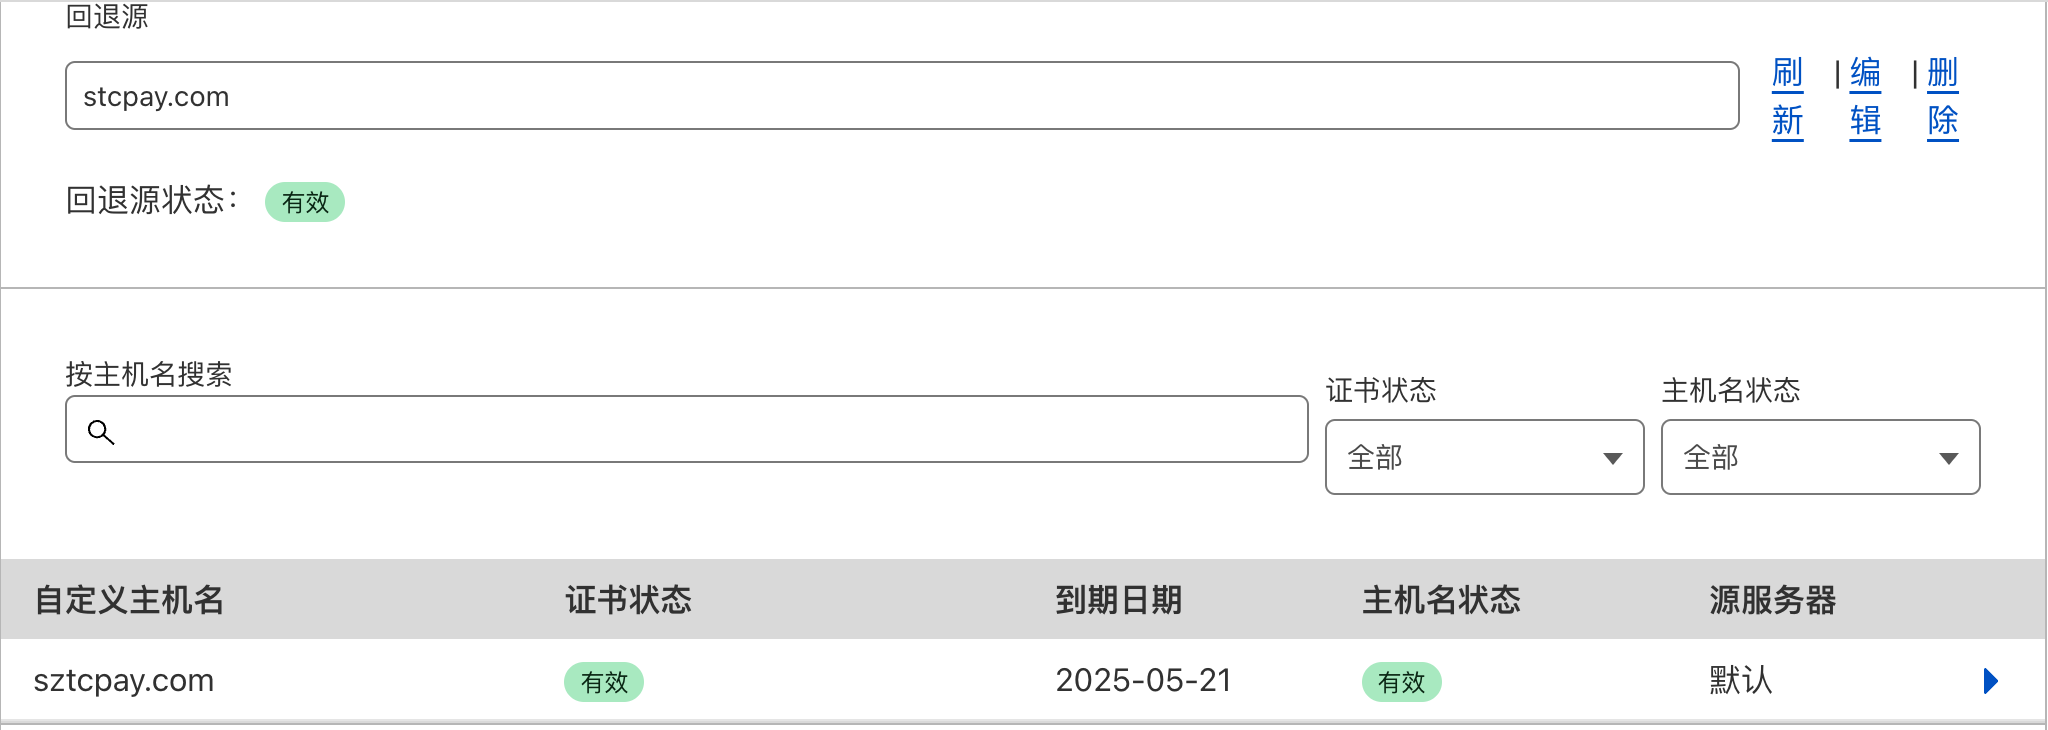 回退源
stcpay.com
刷新 | 编辑 | 删除
回退源状态： 有效
按主机名搜索
证书状态 主机名状态
全部 全部
自定义主机名 证书状态 到期日期 主机名状态 源服务器
sztcpay.com 有效 2025-05-21 有效 默认